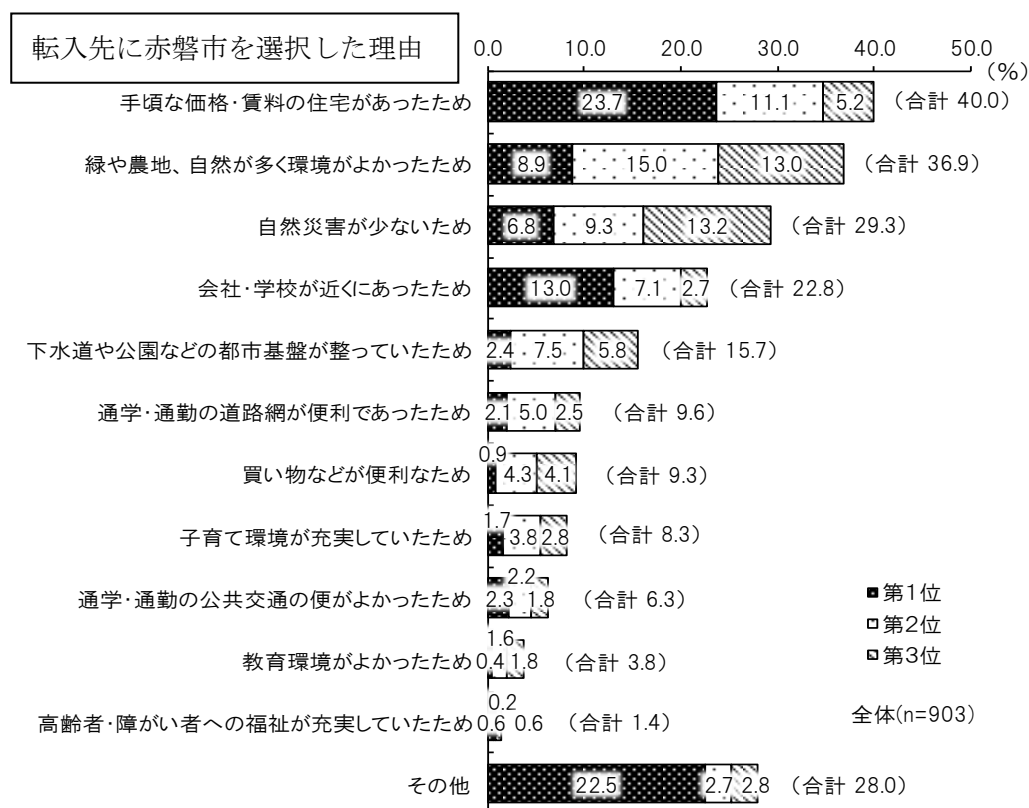 転入先に赤磐市を選択した理由
0.0 10.0 20.0 30.0 40.0 50.0
(%)
手頃な価格・賃料の住宅があったため 23.7 11.1 5.2 (合計 40.0)
緑や農地、自然が多く環境がよかったため 8.9 15.0 13.0 (合計 36.9)
自然災害が少ないため 6.8 9.3 13.2 (合計 29.3)
会社・学校が近くにあったため 13.0 7.1 2.7 (合計 22.8)
下水道や公園などの都市基盤が整っていたため 2.4 7.5 5.8 (合計 15.7)
通学・通勤の道路網が便利であったため 2.1 5.0 2.5 (合計 9.6)
買い物などが便利なため 0.9 4.3 4.1 (合計 9.3)
子育て環境が充実していたため 1.7 3.8 2.8 (合計 8.3)
通学・通勤の公共交通の便がよかったため 2.3 2.2 1.8 (合計 6.3)
教育環境がよかったため 0.4 1.6 1.8 (合計 3.8)
高齢者・障がい者への福祉が充実していたため 0.6 0.2 0.6 (合計 1.4)
その他 22.5 2.7 2.8 (合計 28.0)
第1位
第2位
第3位
全体(n=903)